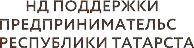 НД ПОДДЕРЖКИ
ПРЕДПРИНИМАТЕЛЬС
РЕСПУБЛИКИ ТАТАРСТА